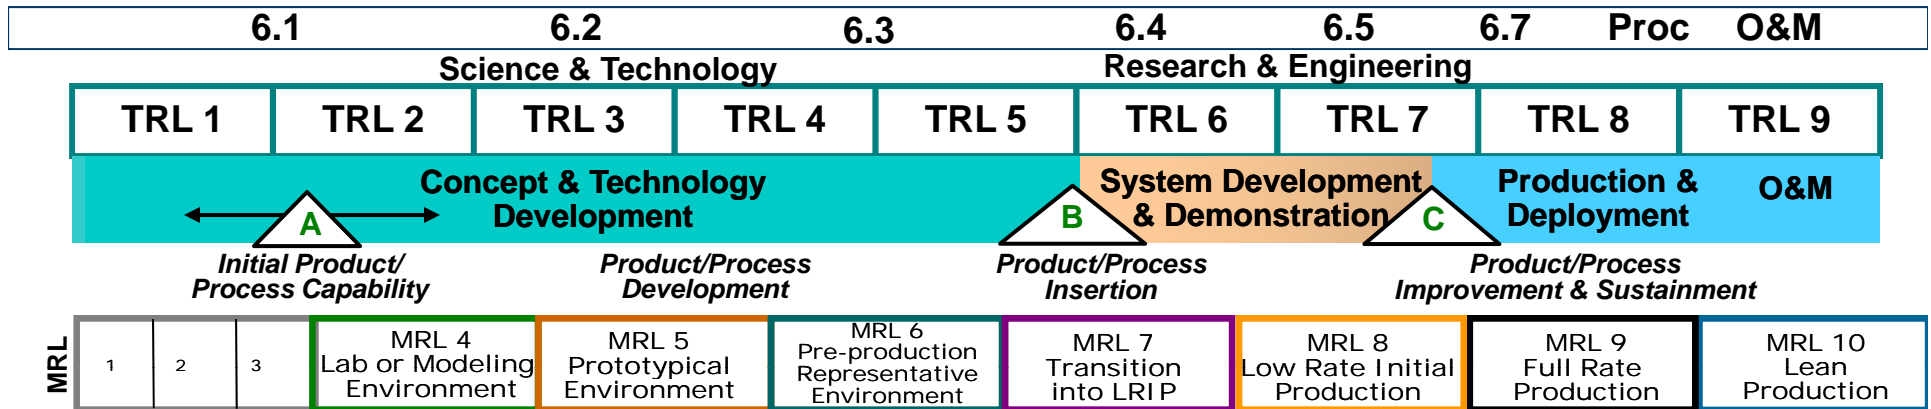 6.1 6.2 6.3 6.4 6.5 6.7 Proc O&M
Science & Technology Research & Engineering
TRL 1 TRL 2 TRL 3 TRL 4 TRL 5 TRL 6 TRL 7 TRL 8 TRL 9
Concept & Technology
Development
System Development
& Demonstration
Production &
Deployment
O&M
A
B
C
Initial Product/
Process Capability
Product/Process
Development
Product/Process
Insertion
Product/Process
Improvement & Sustainment
MRL
1 2 3
MRL 4
Lab or Modeling
Environment
MRL 5
Prototypical
Environment
MRL 6
Pre-production
Representative
Environment
MRL 7
Transition
into LRIP
MRL 8
Low Rate Initial
Production
MRL 9
Full Rate
Production
MRL 10
Lean
Production